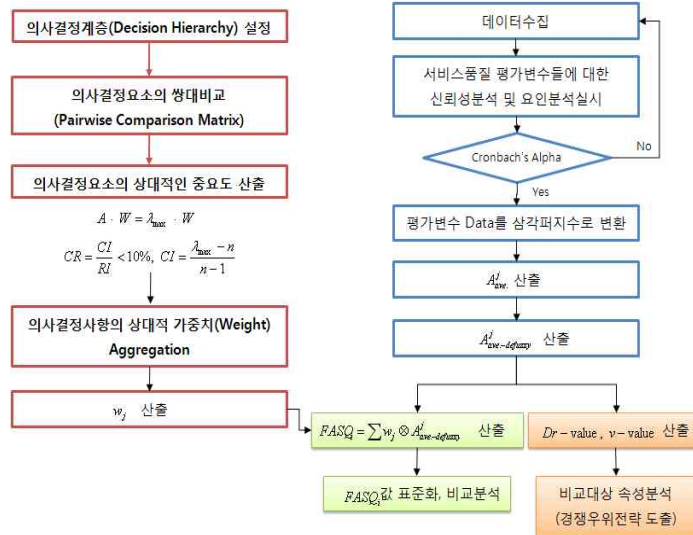 의사결정계층(Decision Hierarchy) 설정
의사결정요소의 쌍대비교
(Pairwise Comparison Matrix)
의사결정요소의 상대적인 중요도 산출
A · W = λmax · W
CR = CI/RI < 10%, CI = (λmax − n)/(n − 1)
의사결정사항의 상대적 가중치(Weight)
Aggregation
wj 산출
데이터수집
서비스품질 평가변수들에 대한
신뢰성분석 및 요인분석실시
Cronbach's Alpha
No
Yes
평가변수 Data를 삼각퍼지수로 변환
A^j ave. 산출
A^j ave.-defuzzy 산출
FASQi = ∑ wj ⊗ A^j ave-defuzzy 산출
Dr − value , v − value 산출
FASQi값 표준화, 비교분석
비교대상 속성분석
(경쟁우위전략 도출)